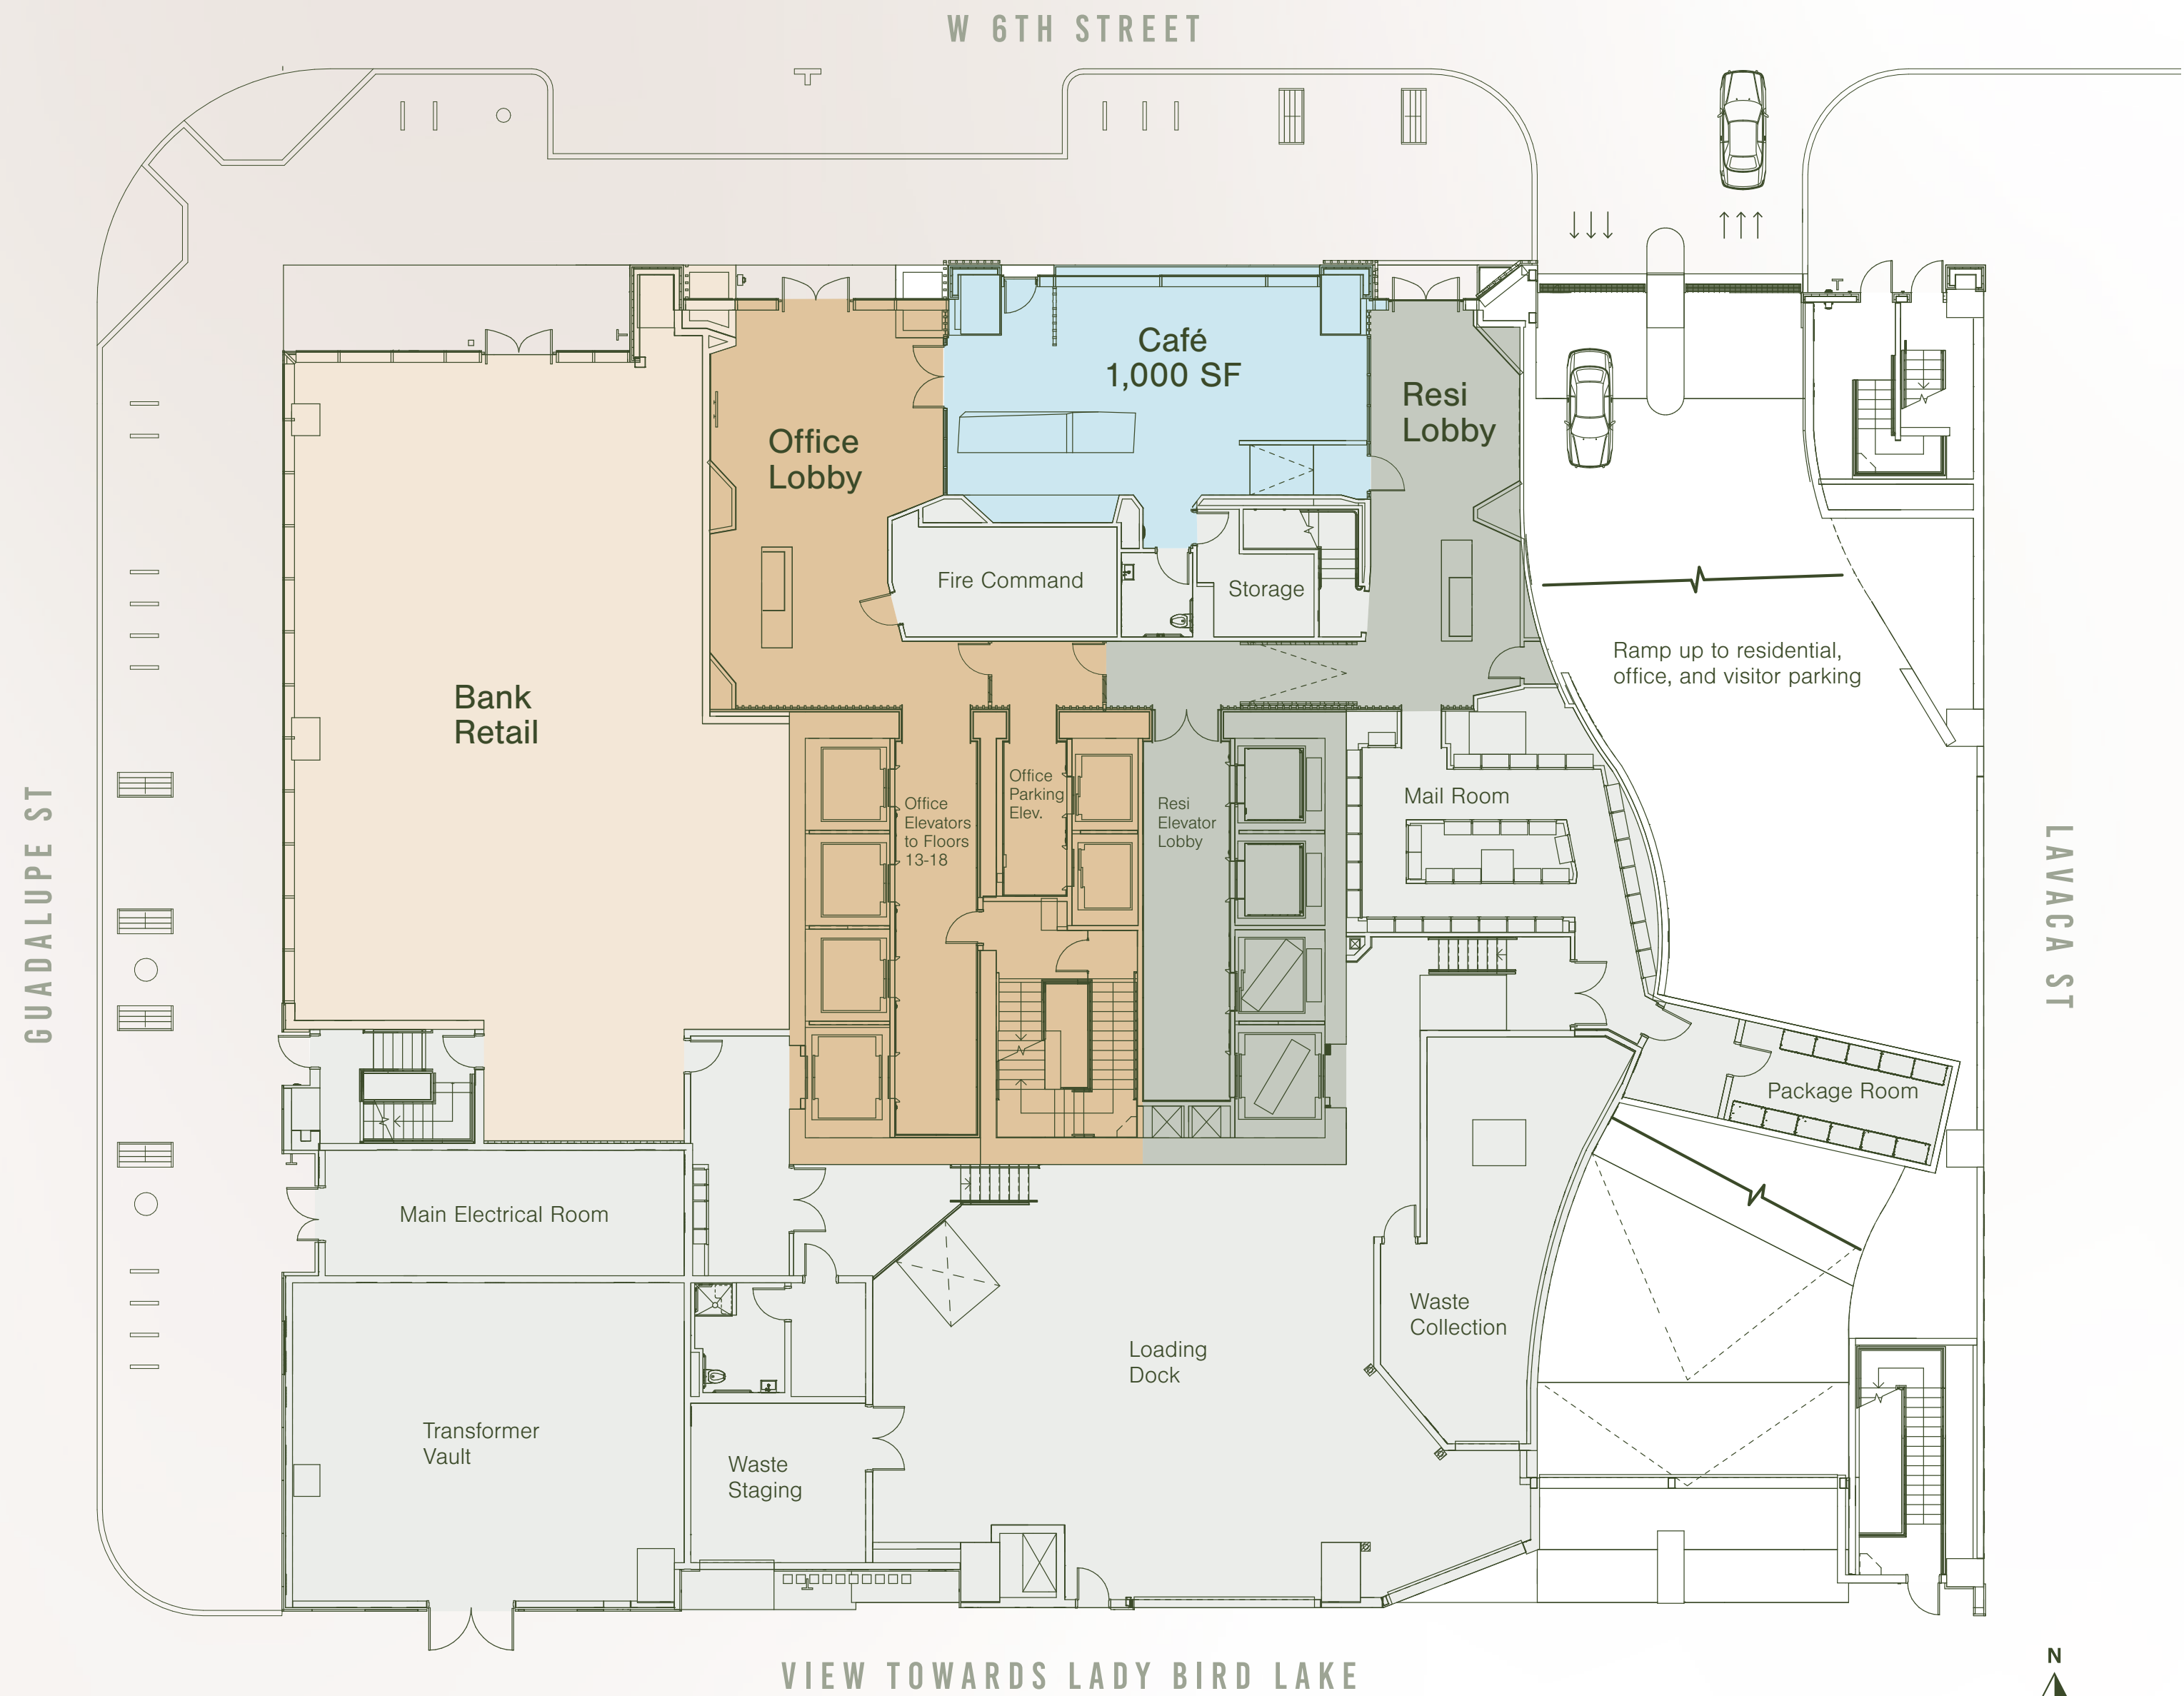 W 6TH STREET
Café
1,000 SF
Resi
Lobby
Office
Lobby
Fire Command
Storage
Ramp up to residential,
office, and visitor parking
Bank
Retail
Office
Elevators
to Floors
13-18
Office
Parking
Elev.
Resi
Elevator
Lobby
Mail Room
GUADALUPE ST
LAVACA ST
Package Room
Main Electrical Room
Waste
Collection
Loading
Dock
Transformer
Vault
Waste
Staging
VIEW TOWARDS LADY BIRD LAKE
N